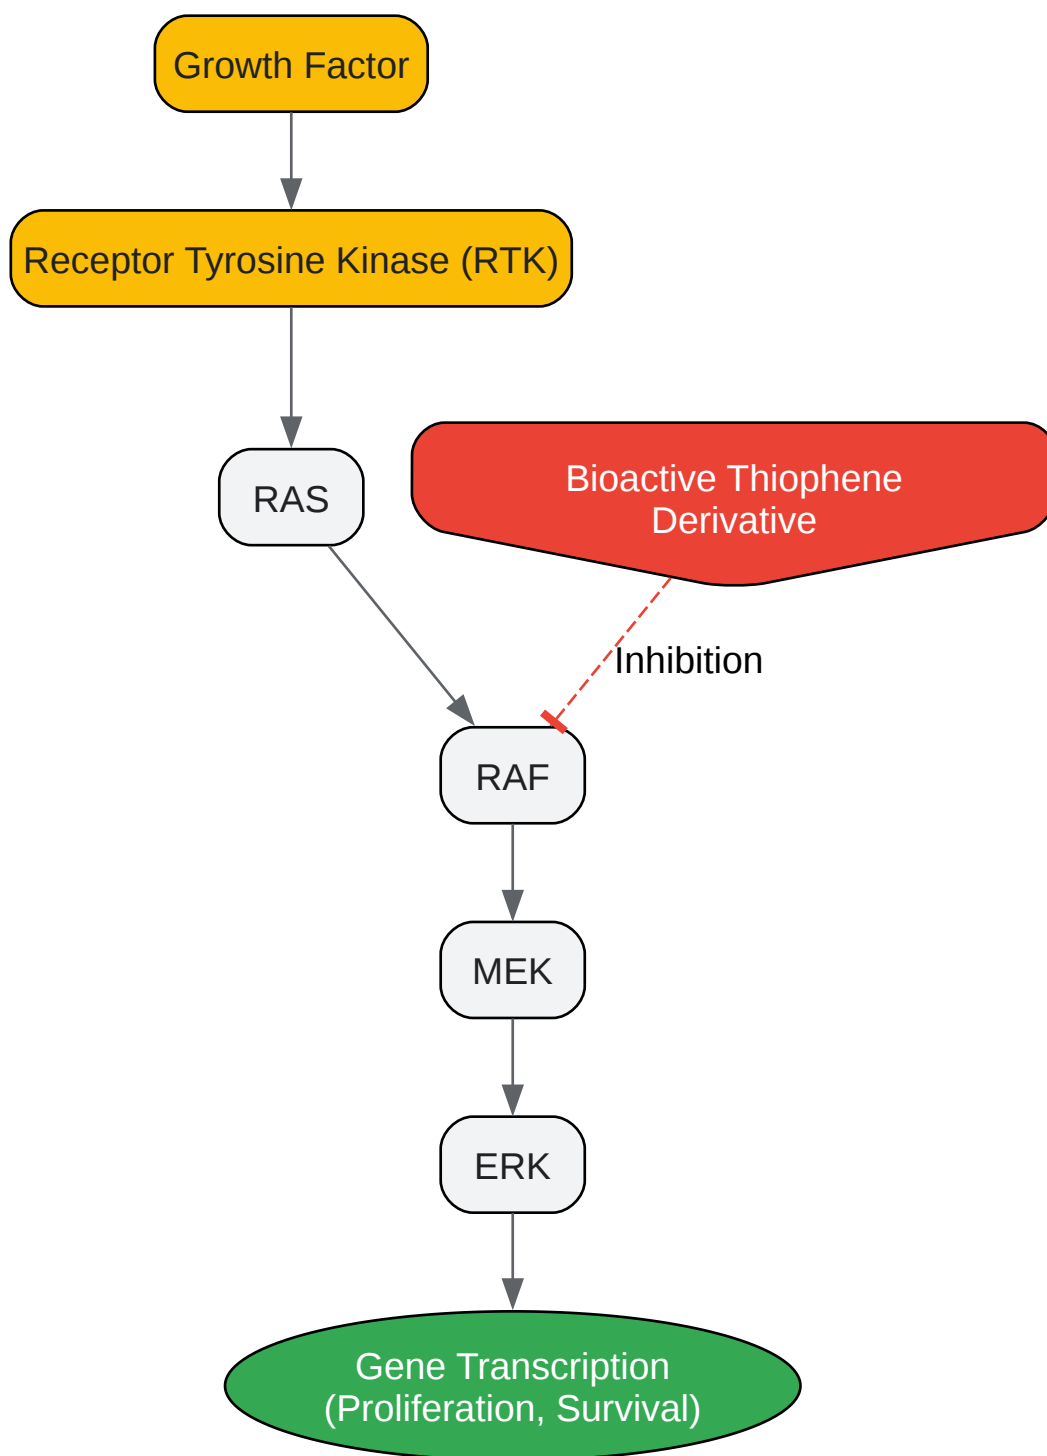 Growth Factor
Receptor Tyrosine Kinase (RTK)
RAS
Bioactive Thiophene
Derivative
Inhibition
RAF
MEK
ERK
Gene Transcription
(Proliferation, Survival)